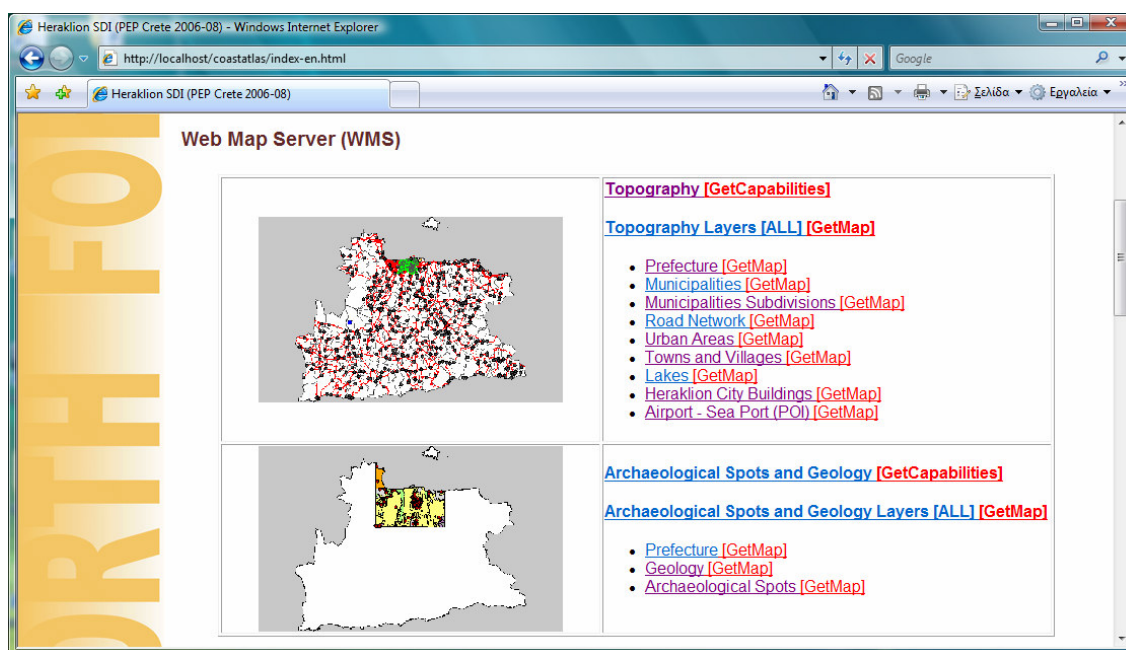 Heraklion SDI (PEP Crete 2006-08) - Windows Internet Explorer
http://localhost/coastatlas/index-en.html
Google
Heraklion SDI (PEP Crete 2006-08)
Σελίδα
Εργαλεία
Web Map Server (WMS)
Topography [GetCapabilities]
Topography Layers [ALL] [GetMap]
Prefecture [GetMap]
Municipalities [GetMap]
Municipalities Subdivisions [GetMap]
Road Network [GetMap]
Urban Areas [GetMap]
Towns and Villages [GetMap]
Lakes [GetMap]
Heraklion City Buildings [GetMap]
Airport - Sea Port (POI) [GetMap]
Archaeological Spots and Geology [GetCapabilities]
Archaeological Spots and Geology Layers [ALL] [GetMap]
Prefecture [GetMap]
Geology [GetMap]
Archaeological Spots [GetMap]
ORTH FO
ORTH